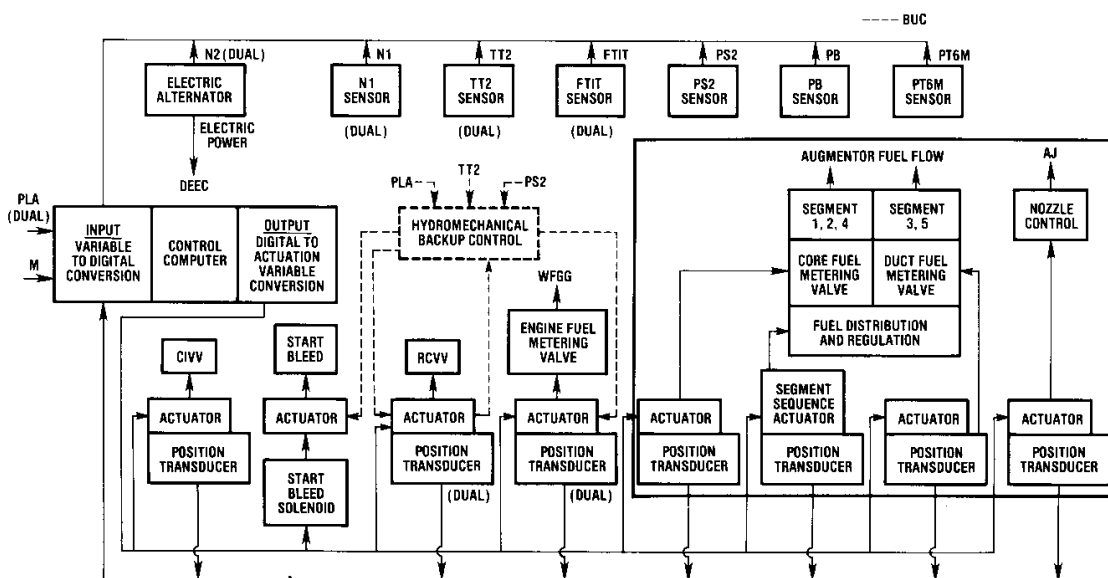 BUC
N2 (DUAL)
N1
TT2
FTIT
PS2
PB
PT6M
ELECTRIC
ALTERNATOR
N1
SENSOR
TT2
SENSOR
FTIT
SENSOR
PS2
SENSOR
PB
SENSOR
PT6M
SENSOR
(DUAL)
(DUAL)
(DUAL)
ELECTRIC
POWER
DEEC
PLA
(DUAL)
M
INPUT
VARIABLE
TO DIGITAL
CONVERSION
CONTROL
COMPUTER
OUTPUT
DIGITAL TO
ACTUATION
VARIABLE
CONVERSION
PLA
TT2
PS2
HYDROMECHANICAL
BACKUP CONTROL
AUGMENTOR FUEL FLOW
AJ
SEGMENT
1, 2, 4
SEGMENT
3, 5
NOZZLE
CONTROL
CORE FUEL
METERING
VALVE
DUCT FUEL
METERING
VALVE
FUEL DISTRIBUTION
AND REGULATION
WFGG
CIVV
START
BLEED
RCVV
ENGINE FUEL
METERING
VALVE
ACTUATOR
POSITION
TRANSDUCER
ACTUATOR
START
BLEED
SOLENOID
ACTUATOR
POSITION
TRANSDUCER
(DUAL)
ACTUATOR
POSITION
TRANSDUCER
(DUAL)
ACTUATOR
POSITION
TRANSDUCER
SEGMENT
SEQUENCE
ACTUATOR
POSITION
TRANSDUCER
ACTUATOR
POSITION
TRANSDUCER
ACTUATOR
POSITION
TRANSDUCER